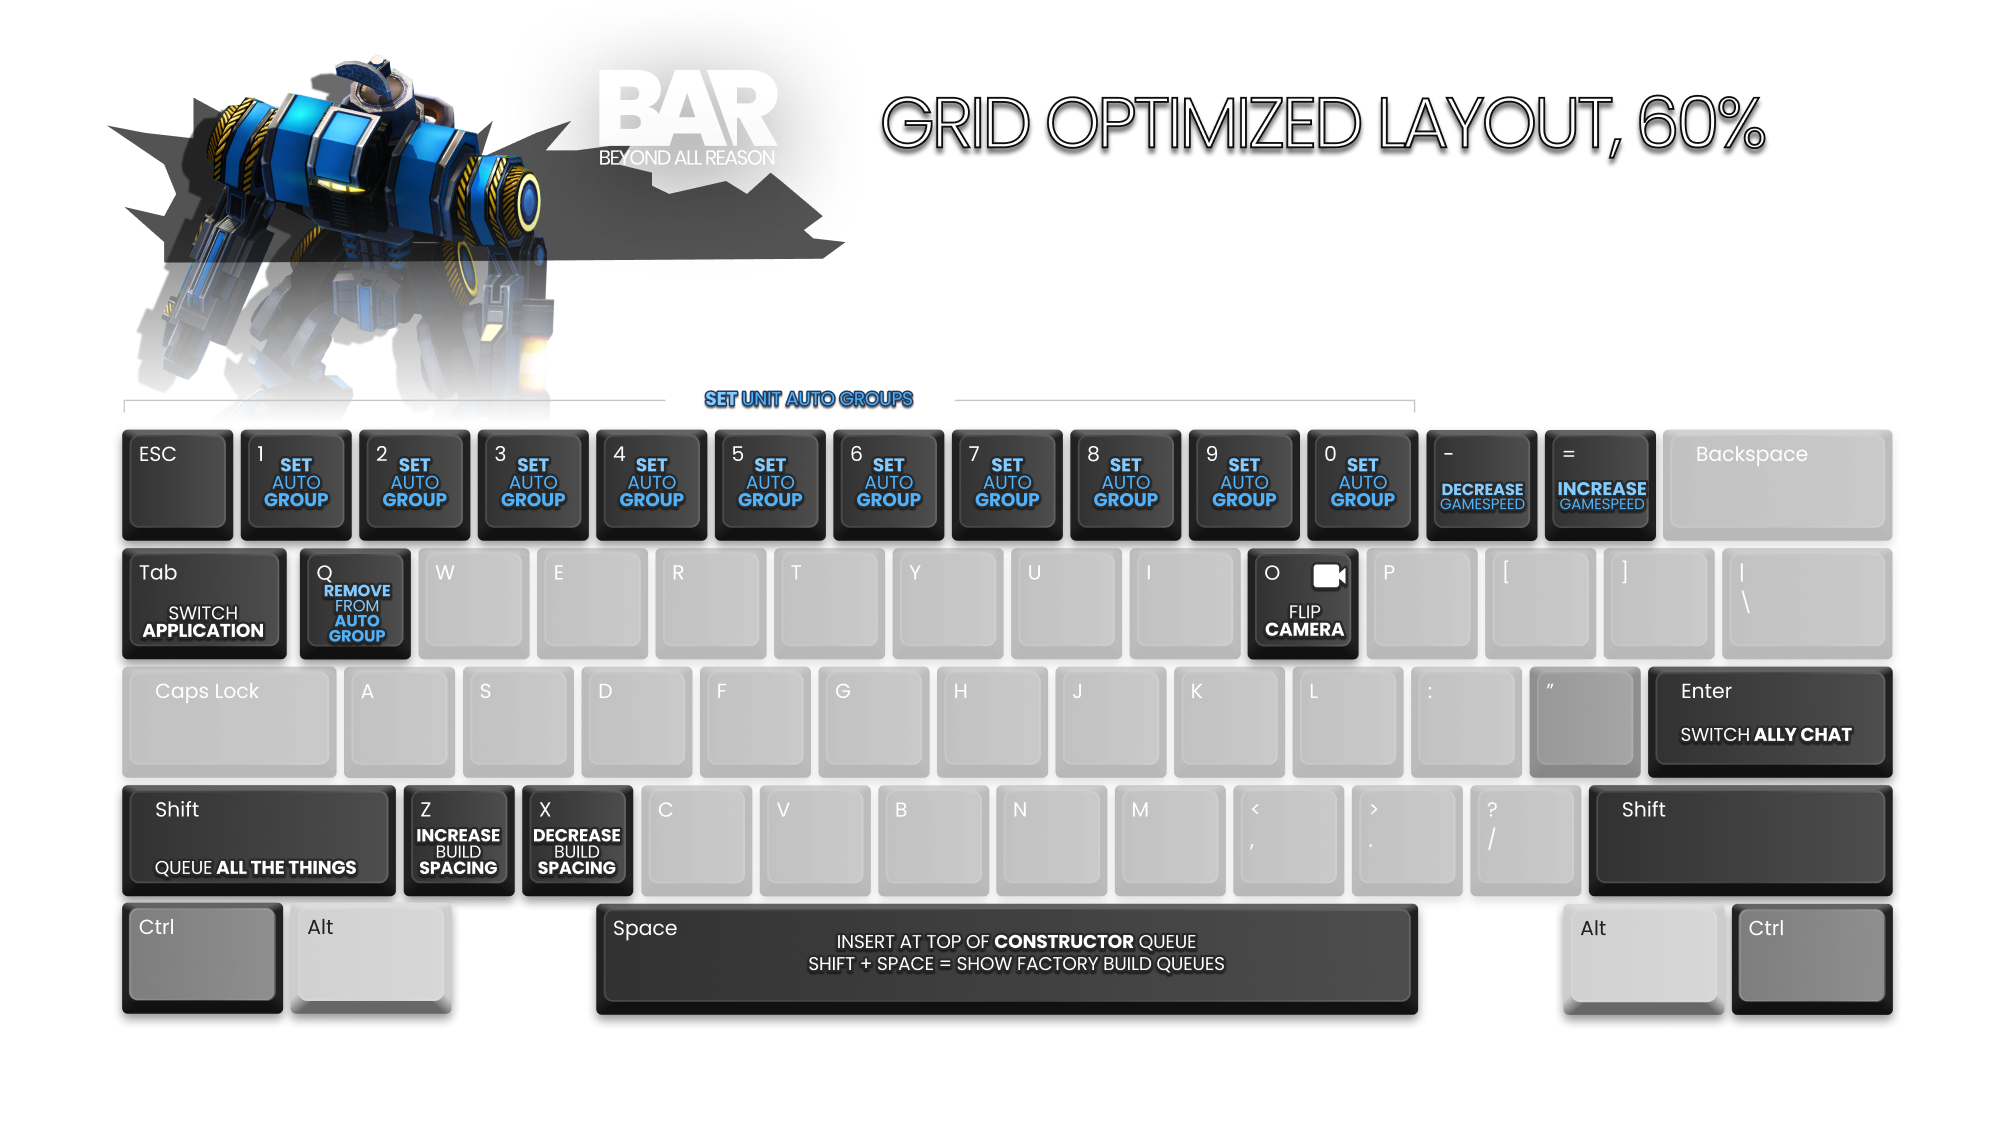 BAR
BEYOND ALL REASON
GRID OPTIMIZED LAYOUT, 60%
SET UNIT AUTO GROUPS
ESC
1
SET
AUTO
GROUP
2
SET
AUTO
GROUP
3
SET
AUTO
GROUP
4
SET
AUTO
GROUP
5
SET
AUTO
GROUP
6
SET
AUTO
GROUP
7
SET
AUTO
GROUP
8
SET
AUTO
GROUP
9
SET
AUTO
GROUP
0
SET
AUTO
GROUP
-
DECREASE
GAMESPEED
=
INCREASE
GAMESPEED
Backspace
Tab
SWITCH
APPLICATION
Q
REMOVE
FROM
AUTO
GROUP
W
E
R
T
Y
U
I
O
FLIP
CAMERA
P
[
]
|
\
Caps Lock
A
S
D
F
G
H
J
K
L
:
"
Enter
SWITCH ALLY CHAT
Shift
QUEUE ALL THE THINGS
Z
INCREASE
BUILD
SPACING
X
DECREASE
BUILD
SPACING
C
V
B
N
M
<
,
>
.
?
/
Shift
Ctrl
Alt
Space
INSERT AT TOP OF CONSTRUCTOR QUEUE
SHIFT + SPACE = SHOW FACTORY BUILD QUEUES
Alt
Ctrl